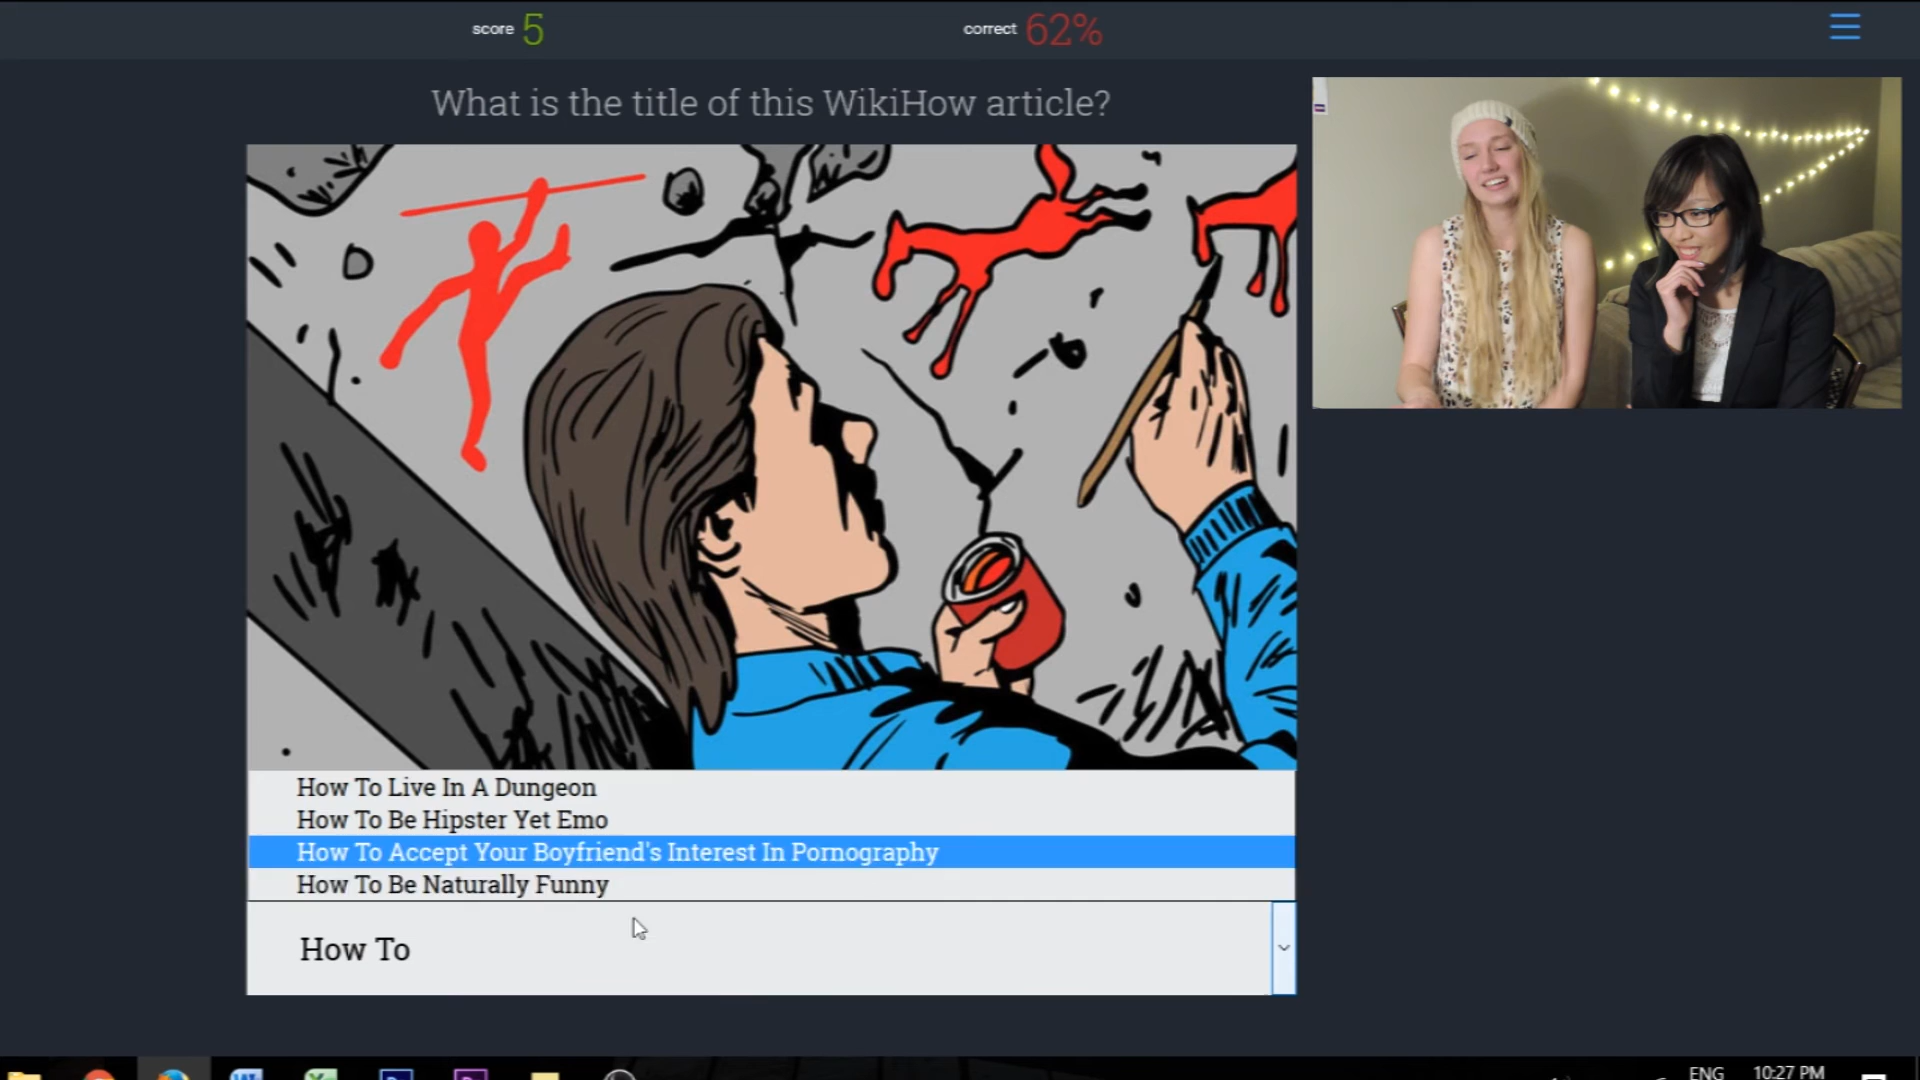 score 5
correct 62%
What is the title of this WikiHow article?
How To Live In A Dungeon
How To Be Hipster Yet Emo
How To Accept Your Boyfriend's Interest In Pornography
How To Be Naturally Funny
How To
ENG
10:27 PM